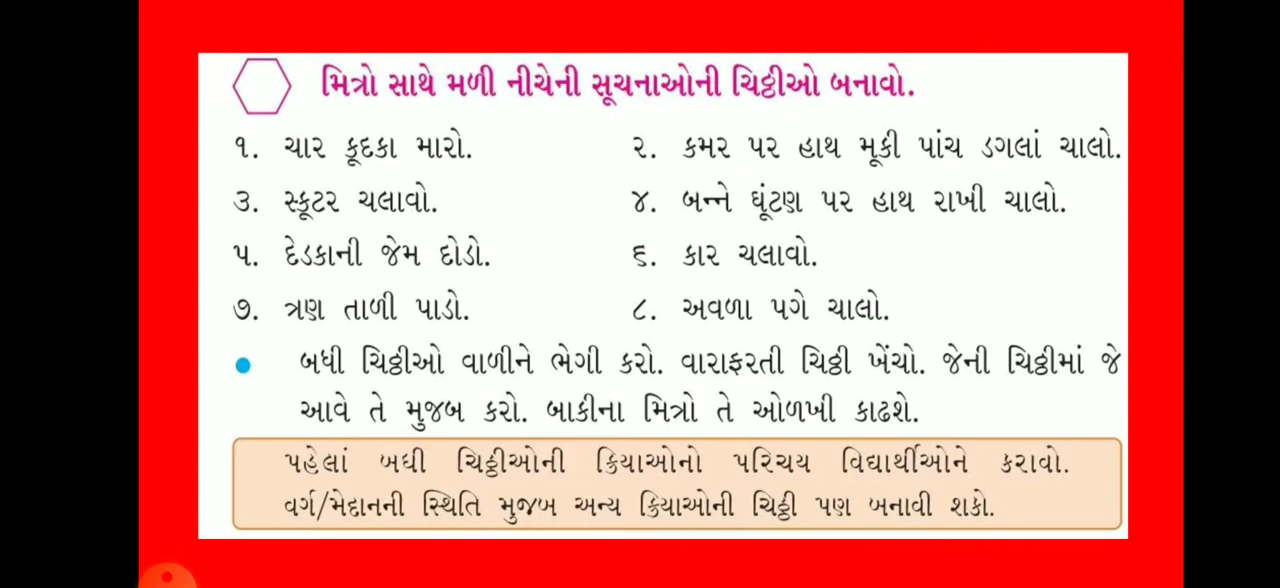 મિત્રો સાથે મળી નીચેની સૂચનાઓની ચિઠ્ઠીઓ બનાવો.
૧. ચાર કૂદકા મારો. ૨. કમર પર હાથ મૂકી પાંચ ડગલાં ચાલો.
૩. સ્કૂટર ચલાવો. ૪. બન્ને ઘૂંટણ પર હાથ રાખી ચાલો.
૫. દેડકાની જેમ દોડો. ૬. કાર ચલાવો.
૭. ત્રણ તાળી પાડો. ૮. અવળા પગે ચાલો.
બધી ચિઠ્ઠીઓ વાળીને ભેગી કરો. વારાફરતી ચિઠ્ઠી ખેંચો. જેની ચિઠ્ઠીમાં જે
આવે તે મુજબ કરો. બાકીના મિત્રો તે ઓળખી કાઢશે.
પહેલાં બધી ચિઠ્ઠીઓની ક્રિયાઓનો પરિચય વિદ્યાર્થીઓને કરાવો.
વર્ગ/મેદાનની સ્થિતિ મુજબ અન્ય ક્રિયાઓની ચિઠ્ઠી પણ બનાવી શકો.